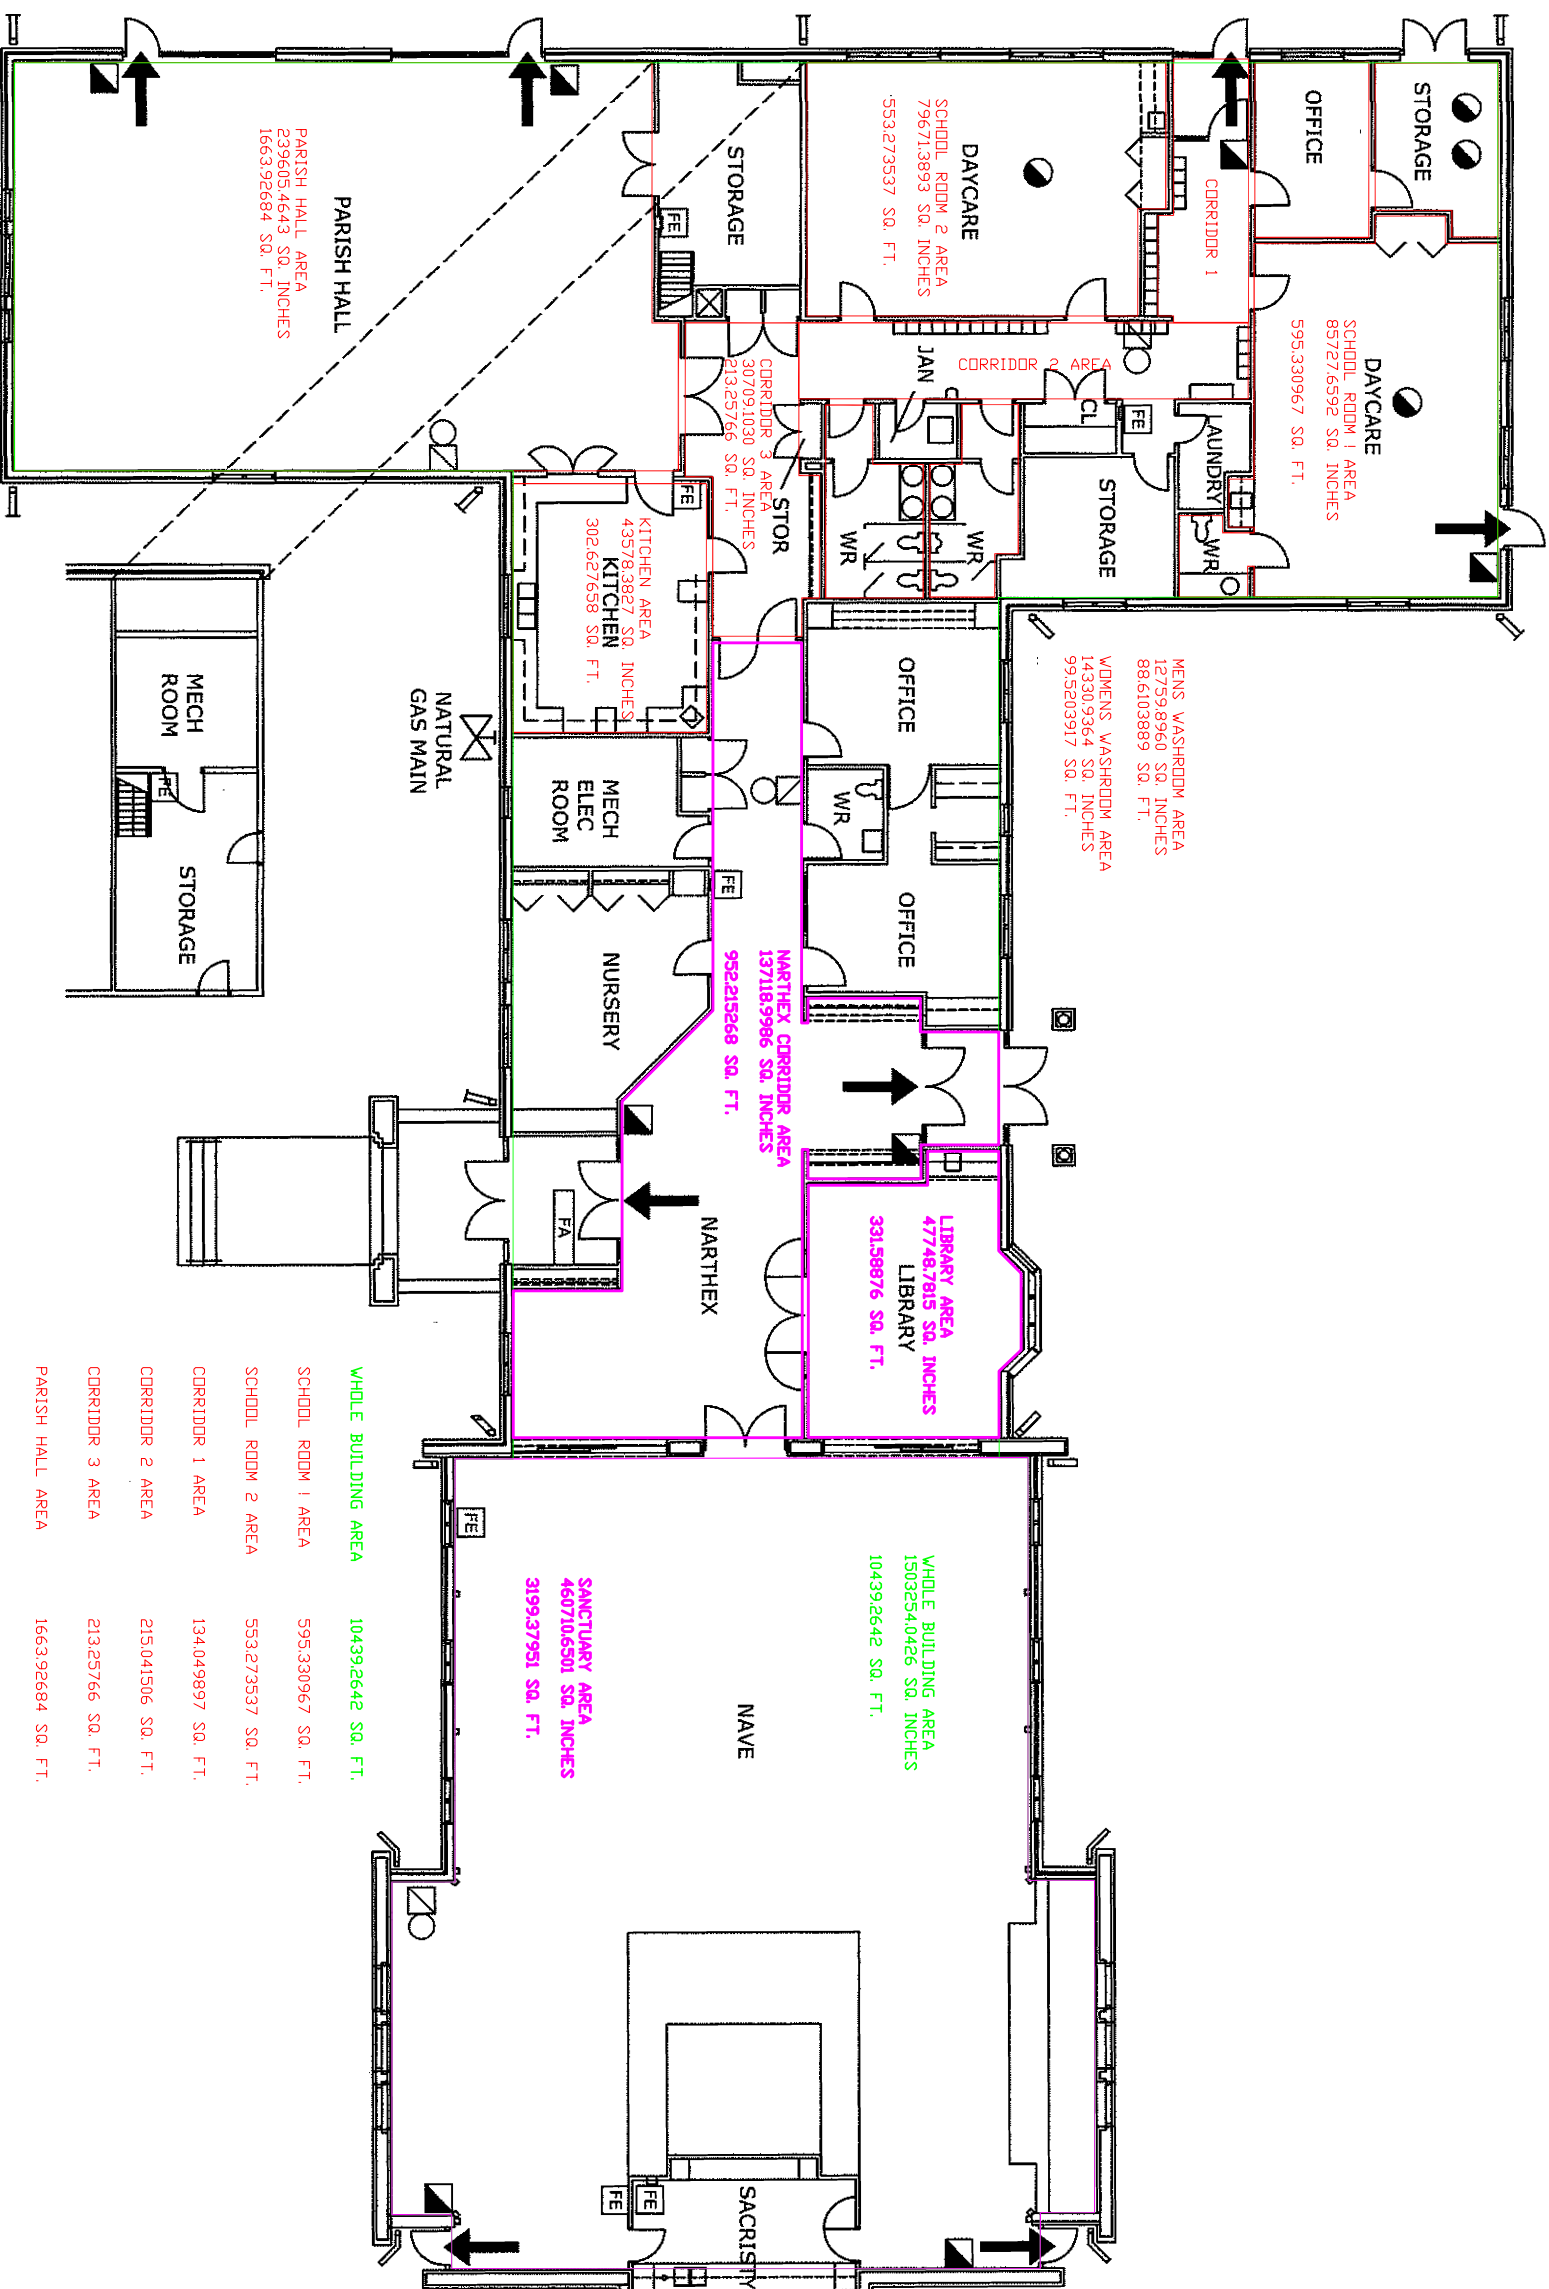 STORAGE
OFFICE
CORRIDOR 1
DAYCARE
SCHOOL ROOM 2 AREA
79671.3893 SQ. INCHES
553.273537 SQ. FT.
STORAGE
FE
PARISH HALL
PARISH HALL AREA
239605.4643 SQ. INCHES
1663.92684 SQ. FT.
DAYCARE
SCHOOL ROOM ! AREA
85727.6592 SQ. INCHES
595.330967 SQ. FT.
CORRIDOR 2 AREA
JAN
CL
FE
LAUNDRY
WR
STORAGE
WR
WR
STOR
CORRIDOR 3 AREA
30709.1030 SQ. INCHES
213.25766 SQ. FT.
FE
KITCHEN AREA
43578.3827 SQ. INCHES
KITCHEN
302.627658 SQ. FT.
MENS WASHROOM AREA
12759.8960 SQ. INCHES
88.6103889 SQ. FT.
WOMENS WASHROOM AREA
14330.9364 SQ. INCHES
99.5203917 SQ. FT.
OFFICE
WR
OFFICE
FE
MECH
ELEC
ROOM
NATURAL
GAS MAIN
MECH
ROOM
FE
STORAGE
NURSERY
NARTHEX CORRIDOR AREA
137118.9986 SQ. INCHES
952.215268 SQ. FT.
FA
NARTHEX
LIBRARY AREA
47748.7815 SQ. INCHES
LIBRARY
331.58876 SQ. FT.
FE
WHOLE BUILDING AREA
1503254.0426 SQ. INCHES
10439.2642 SQ. FT.
SANCTUARY AREA
460710.6501 SQ. INCHES
3199.37951 SQ. FT.
NAVE
FE
FE
SACRISTY
WHOLE BUILDING AREA 10439.2642 SQ. FT.
SCHOOL ROOM ! AREA 595.330967 SQ. FT.
SCHOOL ROOM 2 AREA 553.273537 SQ. FT.
CORRIDOR 1 AREA 134.049897 SQ. FT.
CORRIDOR 2 AREA 215.041506 SQ. FT.
CORRIDOR 3 AREA 213.25766 SQ. FT.
PARISH HALL AREA 1663.92684 SQ. FT.